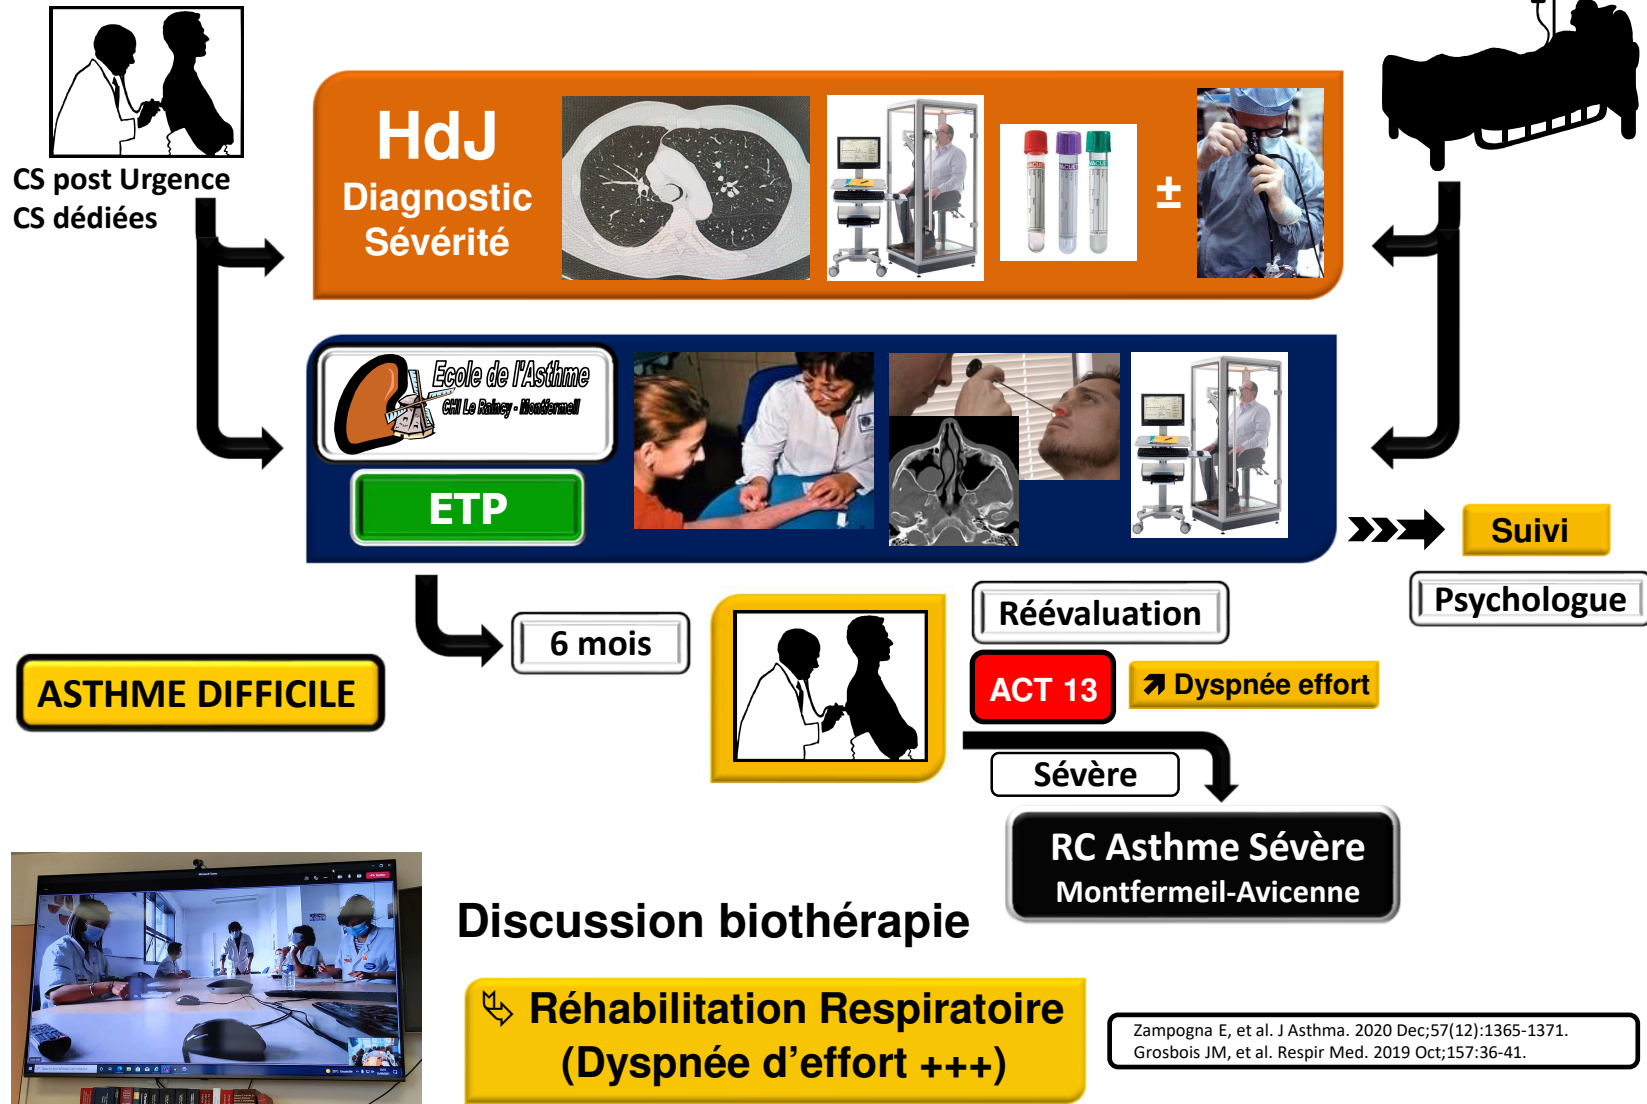 CS post Urgence
CS dédiées
HdJ
Diagnostic
Sévérité
±
Ecole de l'Asthme
CHI Le Raincy - Montfermeil
ETP
Suivi
Psychologue
6 mois
Réévaluation
ACT 13
↗ Dyspnée effort
ASTHME DIFFICILE
Sévère
RC Asthme Sévère
Montfermeil-Avicenne
Discussion biothérapie
Réhabilitation Respiratoire
(Dyspnée d'effort +++)
Zampogna E, et al. J Asthma. 2020 Dec;57(12):1365-1371.
Grosbois JM, et al. Respir Med. 2019 Oct;157:36-41.